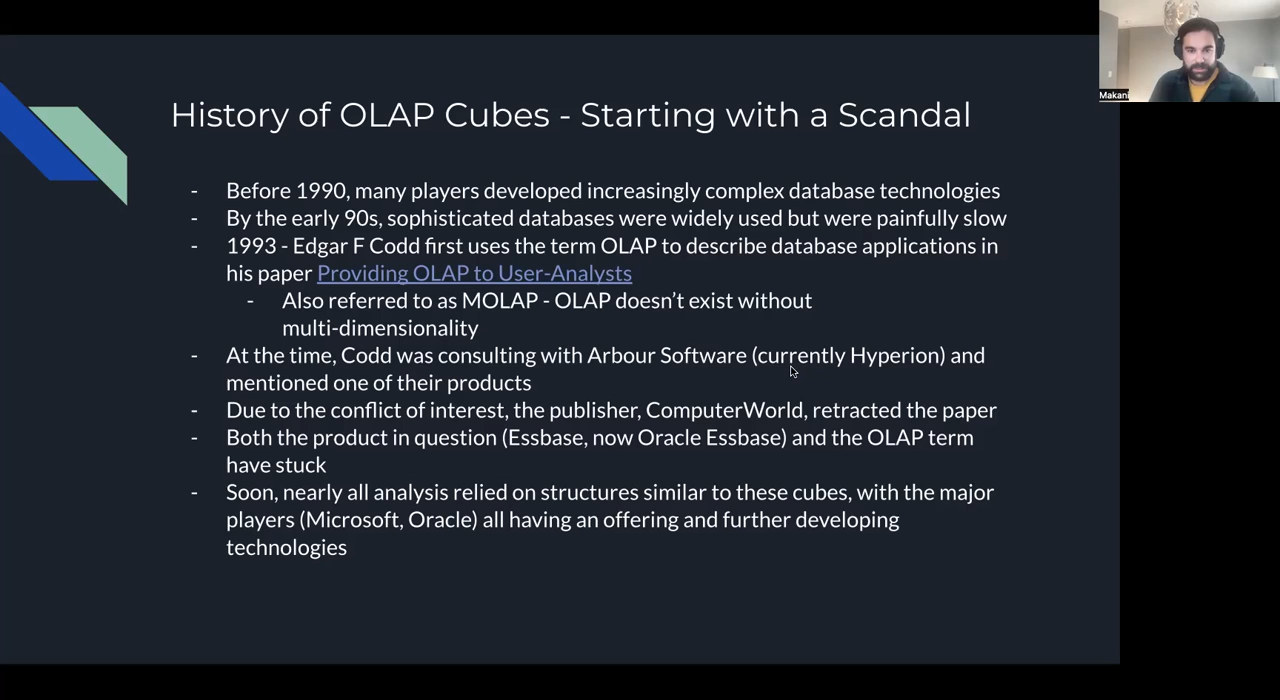 History of OLAP Cubes - Starting with a Scandal
- Before 1990, many players developed increasingly complex database technologies
- By the early 90s, sophisticated databases were widely used but were painfully slow
- 1993 - Edgar F Codd first uses the term OLAP to describe database applications in
his paper Providing OLAP to User-Analysts
- Also referred to as MOLAP - OLAP doesn't exist without
multi-dimensionality
- At the time, Codd was consulting with Arbour Software (currently Hyperion) and
mentioned one of their products
- Due to the conflict of interest, the publisher, ComputerWorld, retracted the paper
- Both the product in question (Essbase, now Oracle Essbase) and the OLAP term
have stuck
- Soon, nearly all analysis relied on structures similar to these cubes, with the major
players (Microsoft, Oracle) all having an offering and further developing
technologies
Makani